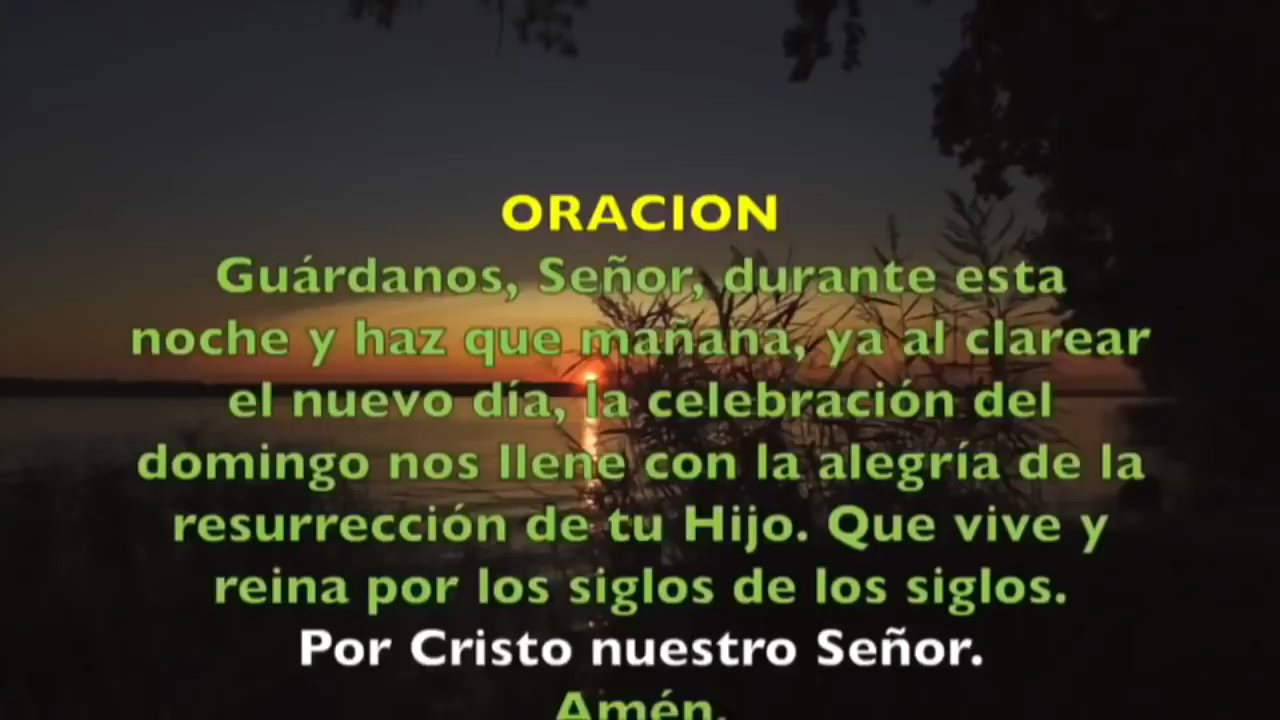 ORACION
Guárdanos, Señor, durante esta
noche y haz que mañana, ya al clarear
el nuevo día, la celebración del
domingo nos llene con la alegría de la
resurrección de tu Hijo. Que vive y
reina por los siglos de los siglos.
Por Cristo nuestro Señor.
Amén.